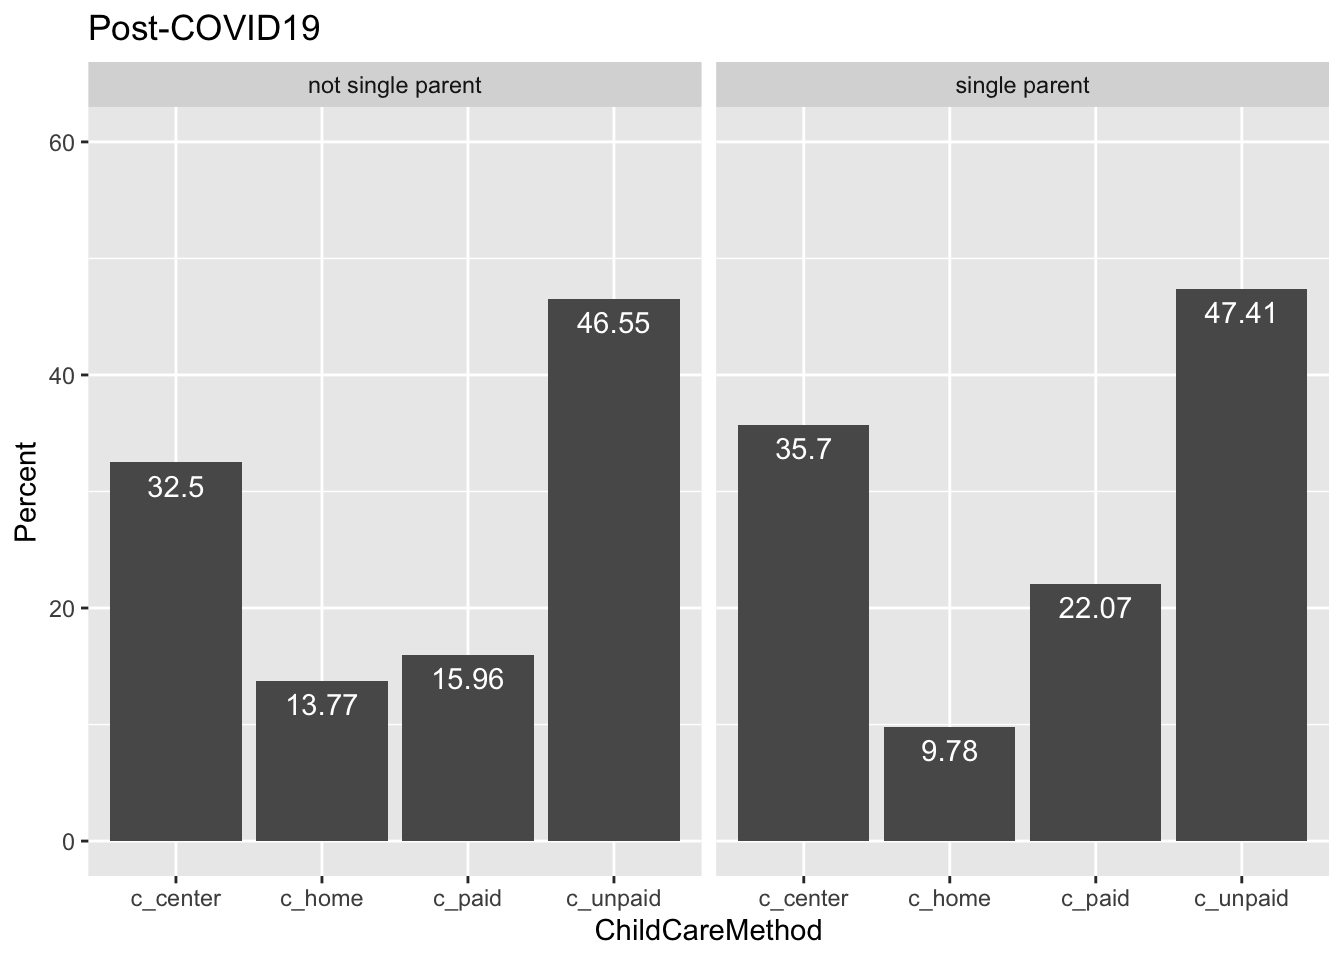 Post-COVID19
not single parent
single parent
60
40
20
0
Percent
32.5
13.77
15.96
46.55
35.7
9.78
22.07
47.41
c_center c_home c_paid c_unpaid
c_center c_home c_paid c_unpaid
ChildCareMethod